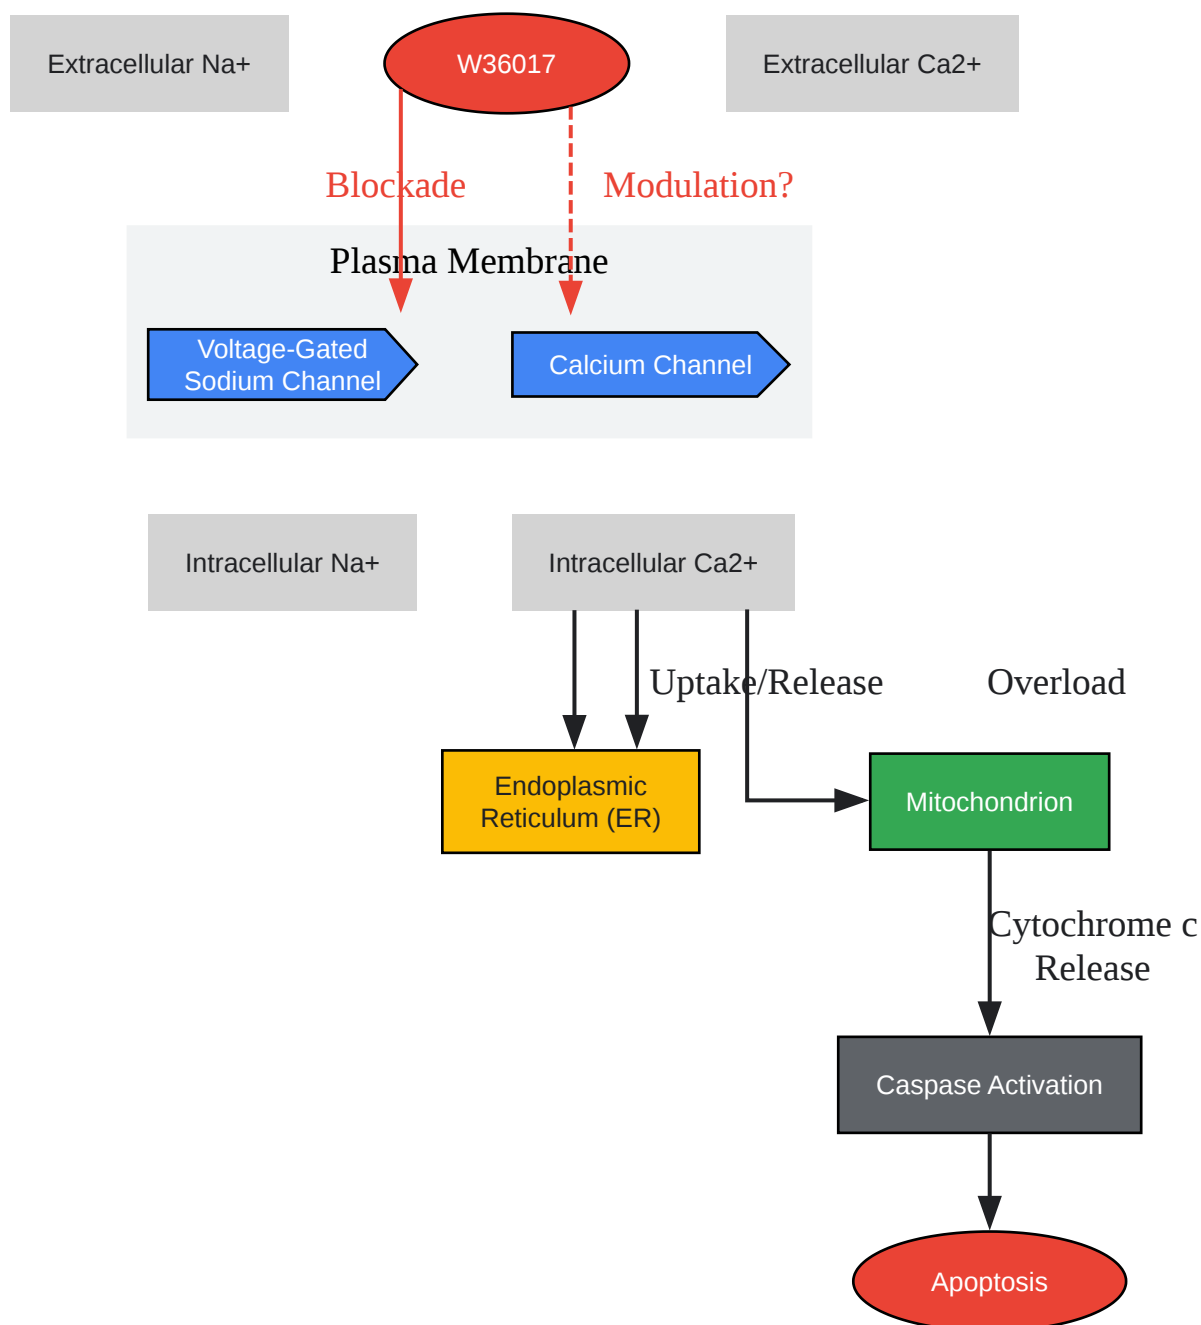 Extracellular Na+
W36017
Extracellular Ca2+
Blockade
Modulation?
Plasma Membrane
Voltage-Gated
Sodium Channel
Calcium Channel
Intracellular Na+
Intracellular Ca2+
Uptake/Release
Overload
Endoplasmic
Reticulum (ER)
Mitochondrion
Cytochrome c
Release
Caspase Activation
Apoptosis